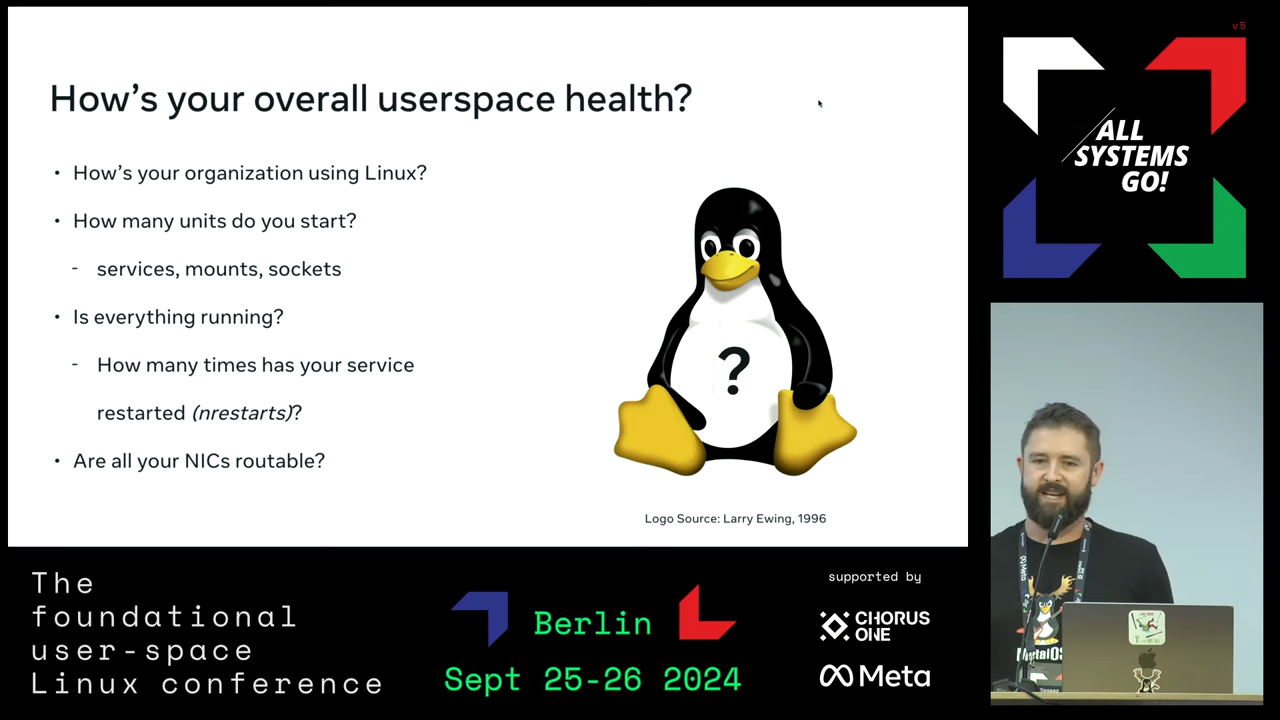 How's your overall userspace health?
• How's your organization using Linux?
• How many units do you start?
- services, mounts, sockets
• Is everything running?
- How many times has your service
restarted (nrestarts)?
• Are all your NICs routable?
?
Logo Source: Larry Ewing, 1996
v5
ALL
SYSTEMS
GO!
The
foundational
user-space
Linux conference
Berlin
Sept 25-26 2024
supported by
CHORUS
ONE
Meta
Meta